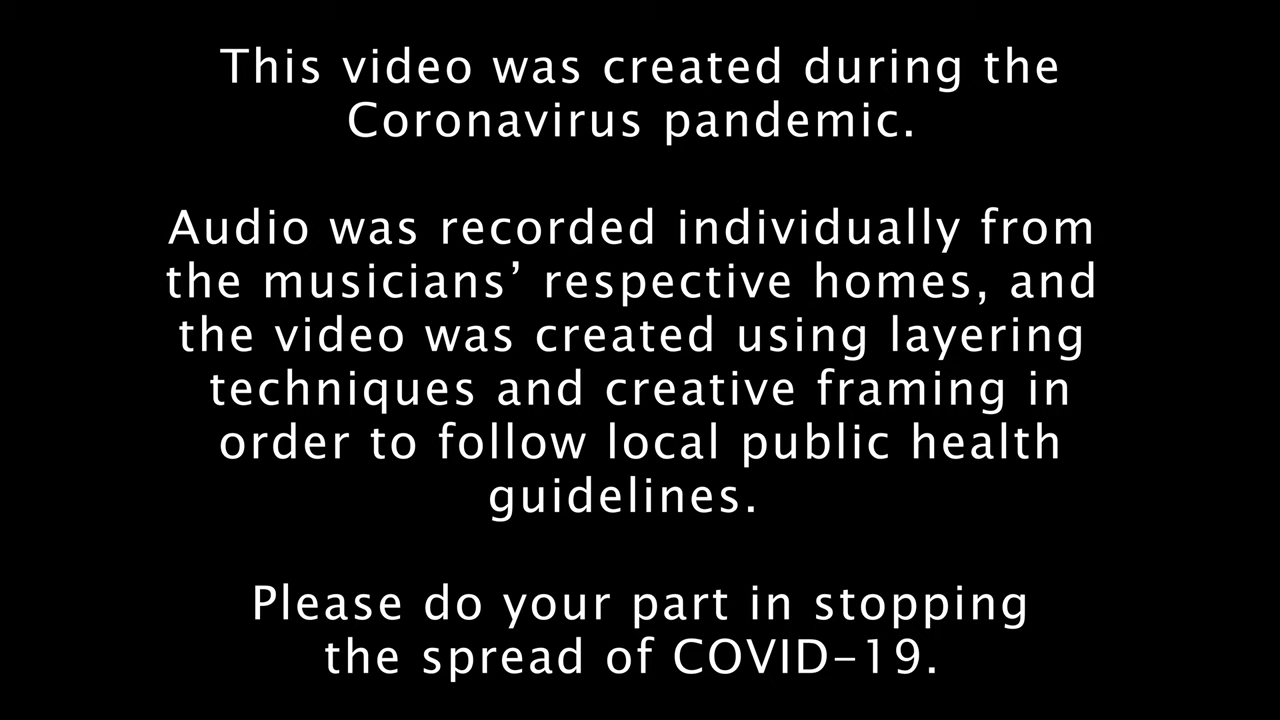 This video was created during the
Coronavirus pandemic.
Audio was recorded individually from
the musicians’ respective homes, and
the video was created using layering
techniques and creative framing in
order to follow local public health
guidelines.
Please do your part in stopping
the spread of COVID-19.